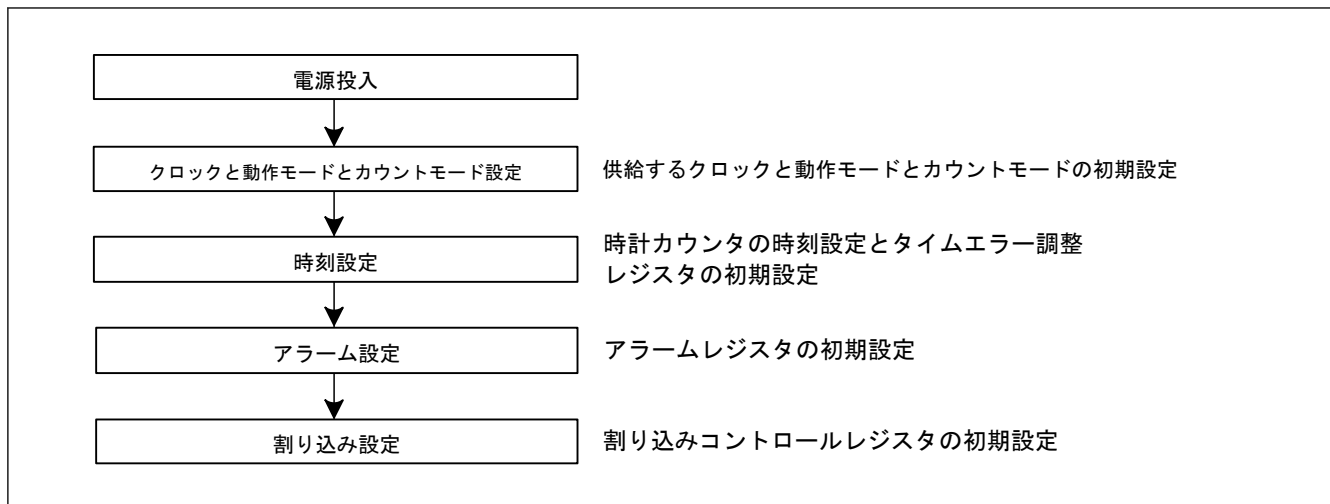 電源投入
クロックと動作モードとカウントモード設定
供給するクロックと動作モードとカウントモードの初期設定
時刻設定
時計カウンタの時刻設定とタイムエラー調整
レジスタの初期設定
アラーム設定
アラームレジスタの初期設定
割り込み設定
割り込みコントロールレジスタの初期設定